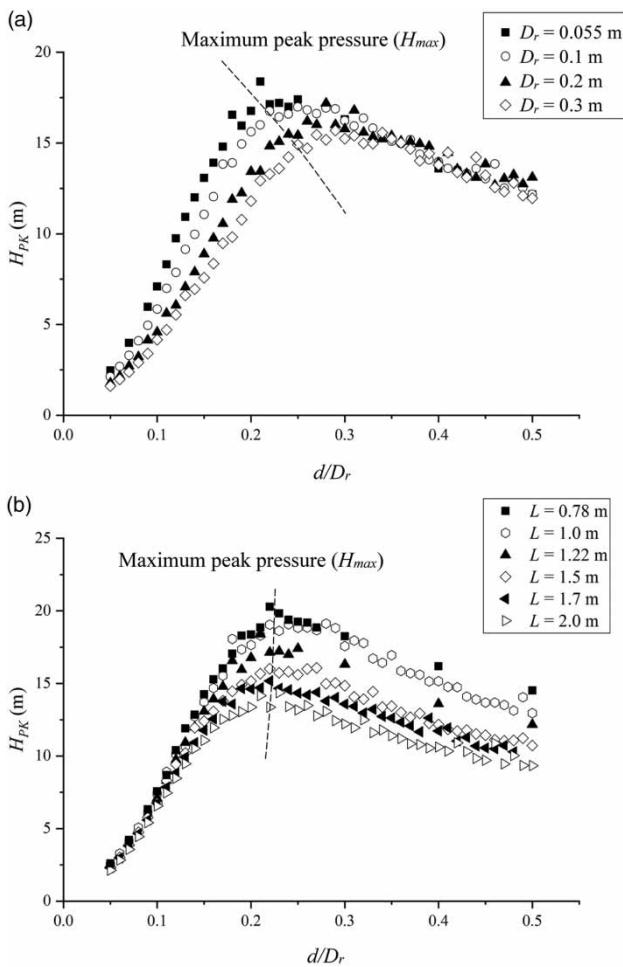 (a)
Maximum peak pressure (Hmax)
Dr = 0.055 m
Dr = 0.1 m
Dr = 0.2 m
Dr = 0.3 m
20
15
10
5
0
HPK (m)
0.0 0.1 0.2 0.3 0.4 0.5
d/Dr
(b)
Maximum peak pressure (Hmax)
L = 0.78 m
L = 1.0 m
L = 1.22 m
L = 1.5 m
L = 1.7 m
L = 2.0 m
25
20
15
10
5
0
HPK (m)
0.0 0.1 0.2 0.3 0.4 0.5
d/Dr